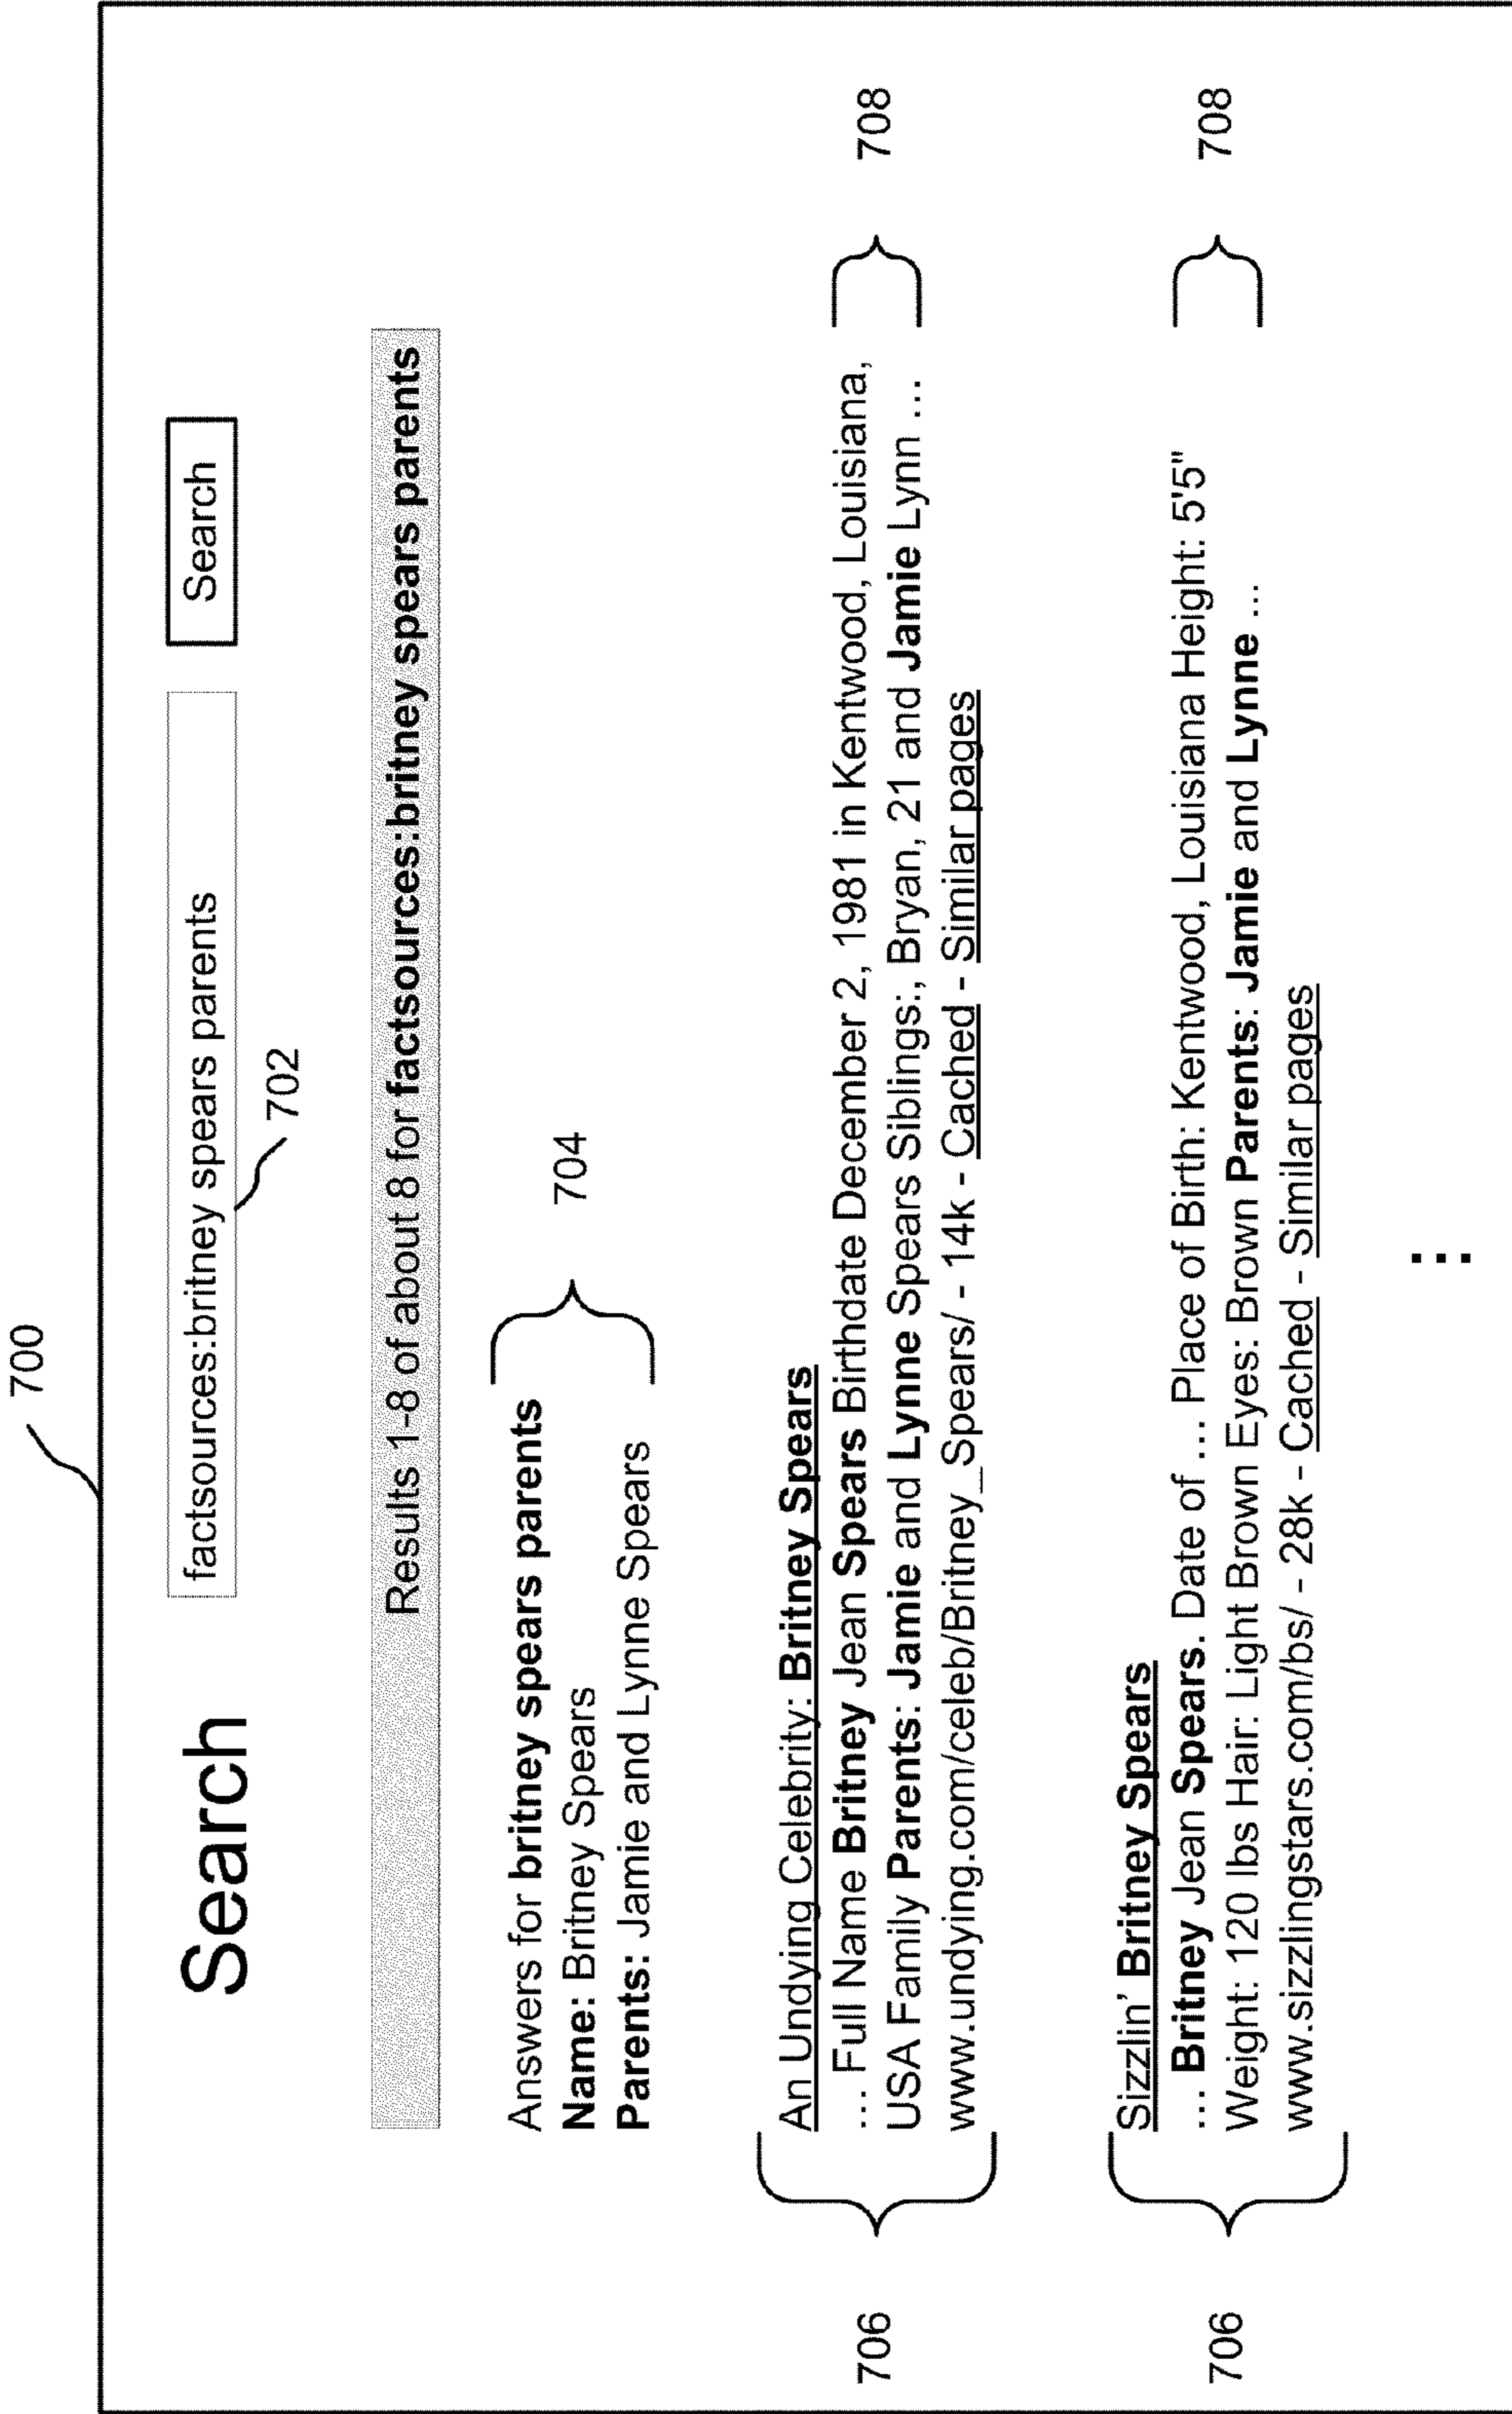 700
Search
factsources:britney spears parents
Search
702
Results 1-8 of about 8 for factsources:britney spears parents
Answers for britney spears parents
Name: Britney Spears
Parents: Jamie and Lynne Spears
704
An Undying Celebrity: Britney Spears
... Full Name Britney Jean Spears Birthdate December 2, 1981 in Kentwood, Louisiana,
USA Family Parents: Jamie and Lynne Spears Siblings:, Bryan, 21 and Jamie Lynn ...
www.undying.com/celeb/Britney_Spears/ - 14k - Cached - Similar pages
706
708
Sizzlin' Britney Spears
... Britney Jean Spears. Date of ... Place of Birth: Kentwood, Louisiana Height: 5'5"
Weight: 120 lbs Hair: Light Brown Eyes: Brown Parents: Jamie and Lynne ...
www.sizzlingstars.com/bs/ - 28k - Cached - Similar pages
706
708
⋮